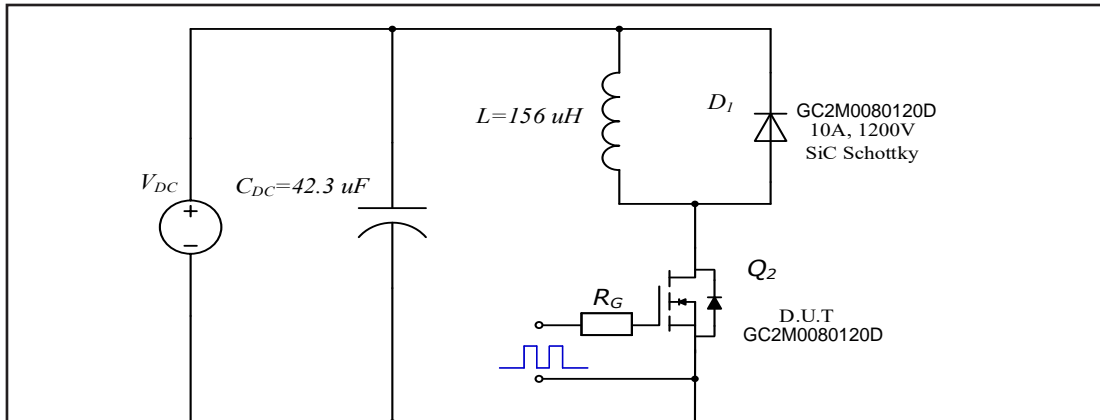 L=156 uH
D1
GC2M0080120D
10A, 1200V
SiC Schottky
VDC
CDC=42.3 uF
+
−
Q2
RG
D.U.T
GC2M0080120D